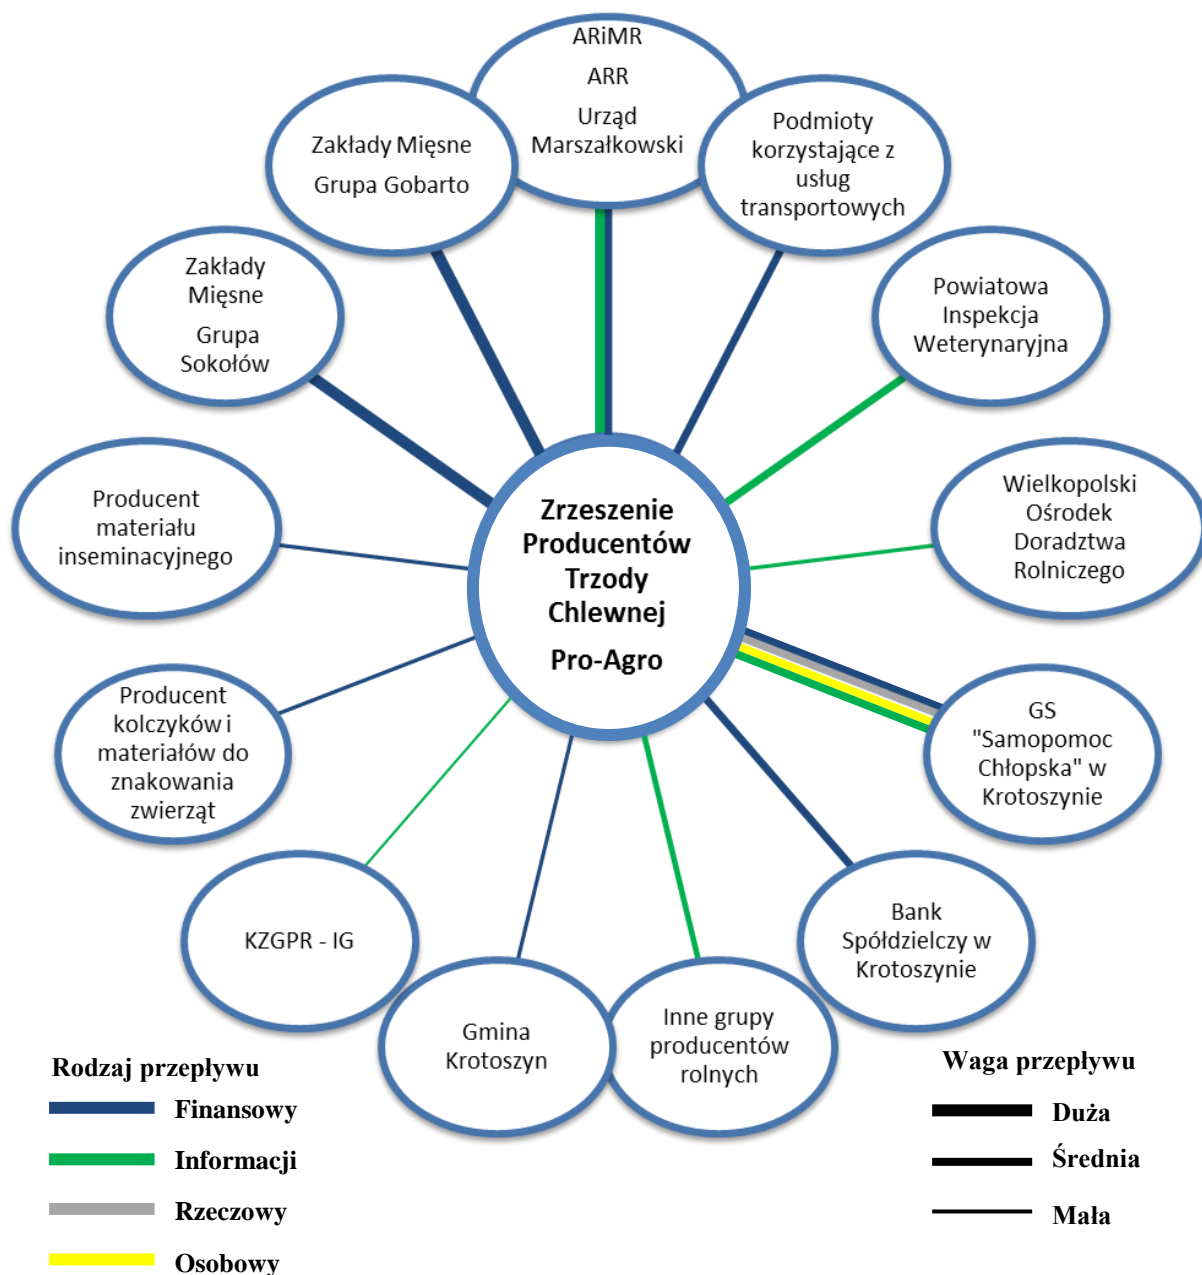 ARiMR
ARR
Urząd
Marszałkowski
Podmioty
korzystające z
usług
transportowych
Powiatowa
Inspekcja
Weterynaryjna
Wielkopolski
Ośrodek
Doradztwa
Rolniczego
GS
"Samopomoc
Chłopska" w
Krotoszynie
Bank
Spółdzielczy w
Krotoszynie
Inne grupy
producentów
rolnych
Gmina
Krotoszyn
KZGPR - IG
Producent
kolczyków i
materiałów do
znakowania
zwierząt
Producent
materiału
inseminacyjnego
Zakłady
Mięsne
Grupa
Sokołów
Zakłady Mięsne
Grupa Gobarto
Zrzeszenie
Producentów
Trzody
Chlewnej
Pro-Agro
Rodzaj przepływu
Finansowy
Informacji
Rzeczowy
Osobowy
Waga przepływu
Duża
Średnia
Mała